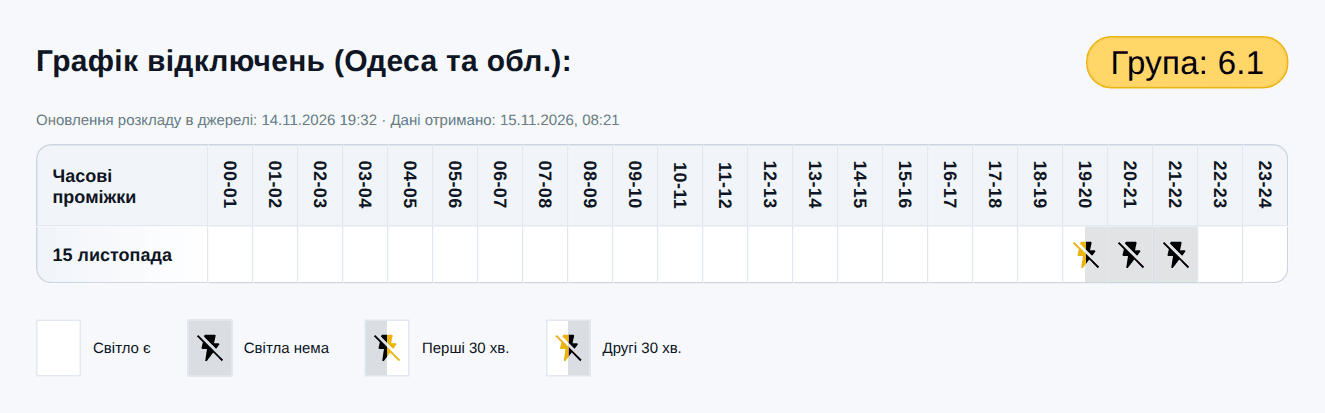 Графік відключень (Одеса та обл.):
Група: 6.1
Оновлення розкладу в джерелі: 14.11.2026 19:32 · Дані отримано: 15.11.2026, 08:21
Часові
проміжки
00-01
01-02
02-03
03-04
04-05
05-06
06-07
07-08
08-09
09-10
10-11
11-12
12-13
13-14
14-15
15-16
16-17
17-18
18-19
19-20
20-21
21-22
22-23
23-24
15 листопада
Світло є
Світла нема
Перші 30 хв.
Другі 30 хв.